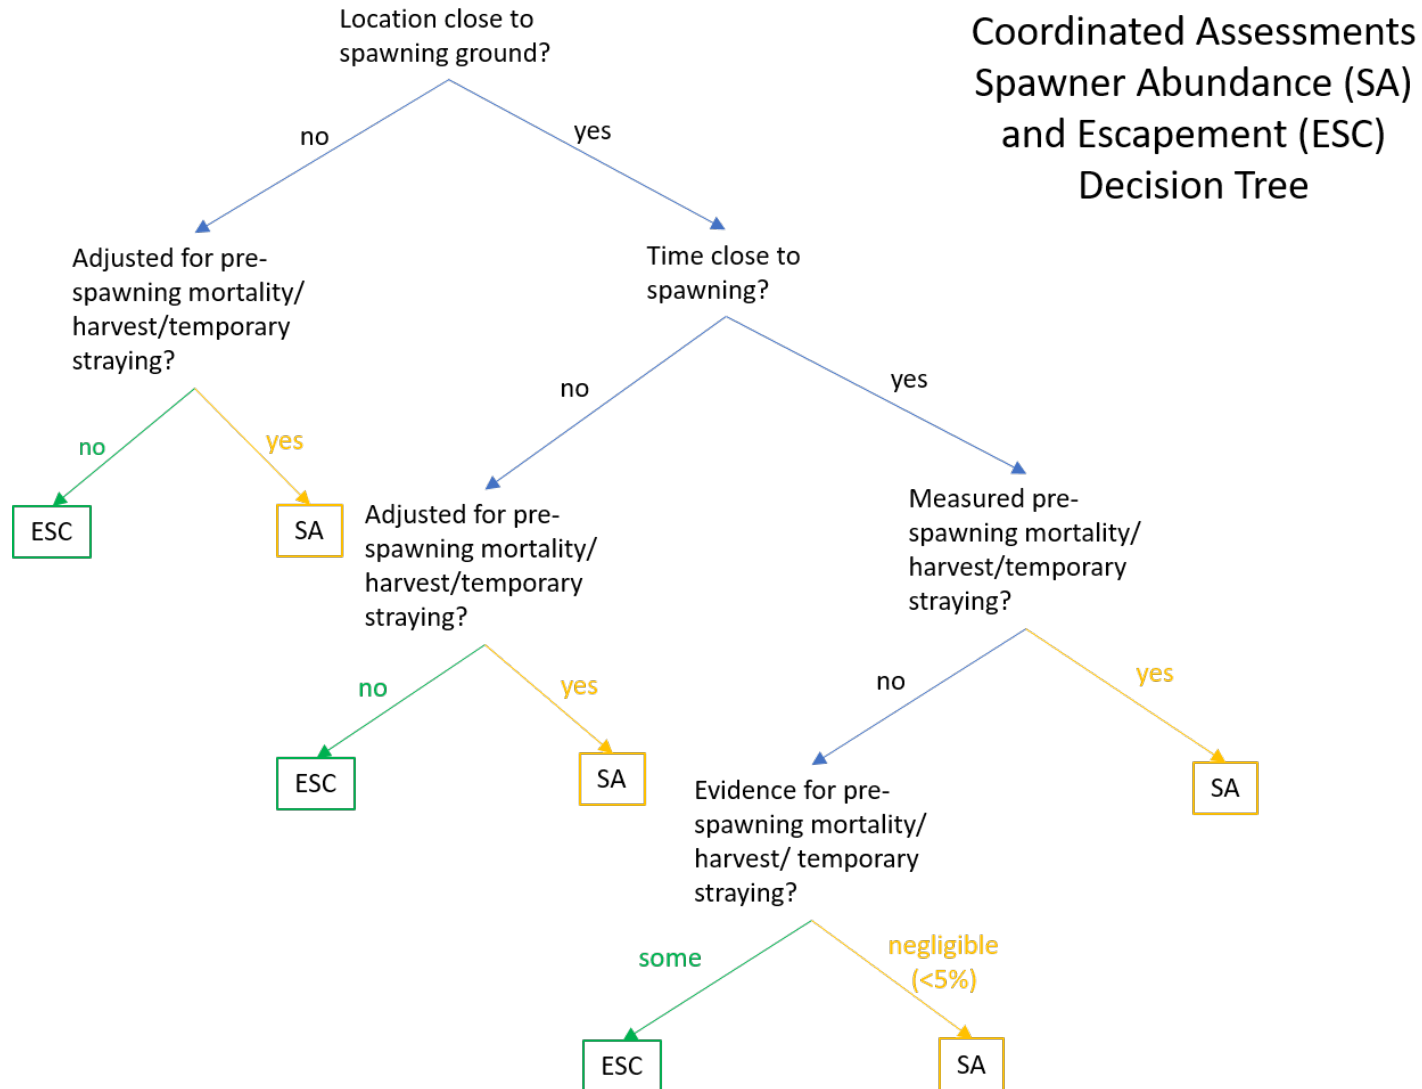 Location close to
spawning ground?
Coordinated Assessments
Spawner Abundance (SA)
and Escapement (ESC)
Decision Tree
no
yes
Adjusted for pre-
spawning mortality/
harvest/temporary
straying?
Time close to
spawning?
no
yes
no
yes
ESC
SA
Adjusted for pre-
spawning mortality/
harvest/temporary
straying?
Measured pre-
spawning mortality/
harvest/temporary
straying?
no
yes
no
yes
ESC
SA
Evidence for pre-
spawning mortality/
harvest/ temporary
straying?
SA
some
negligible
(<5%)
ESC
SA